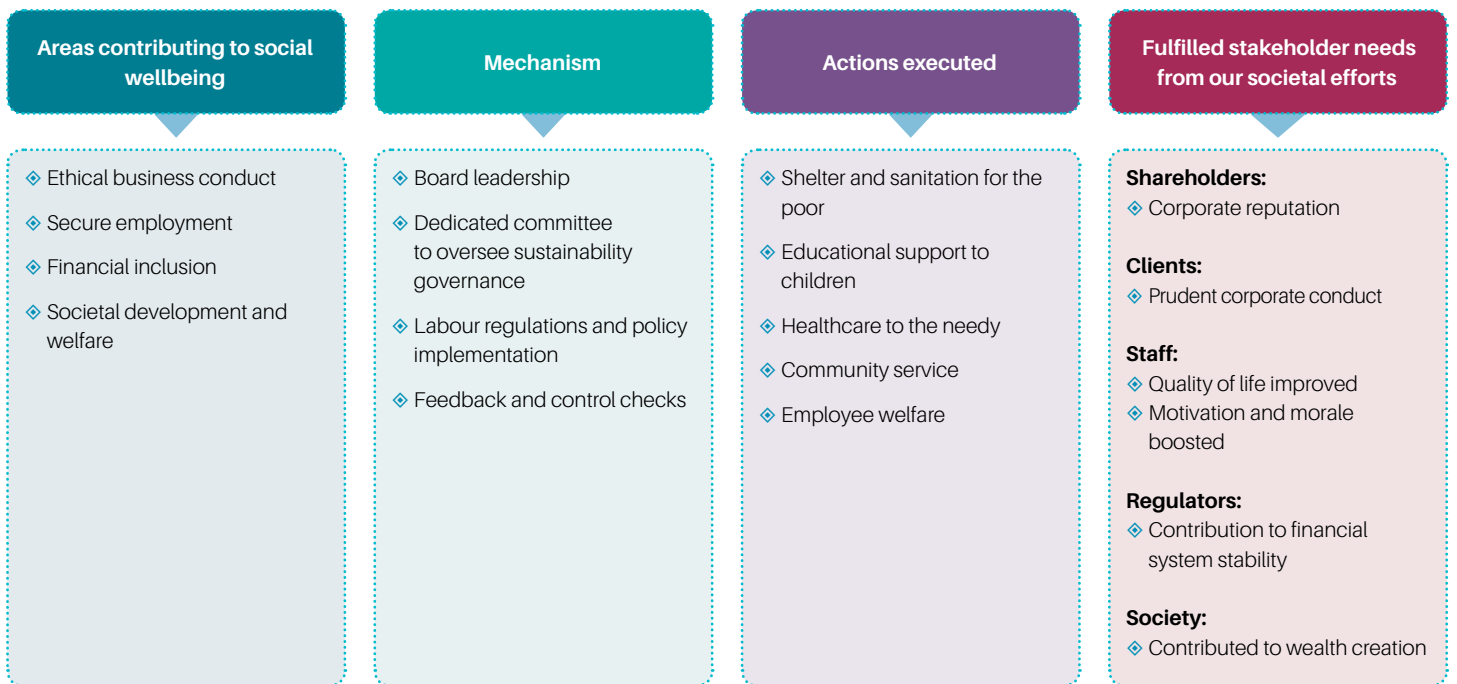 Areas contributing to social
wellbeing
Ethical business conduct
Secure employment
Financial inclusion
Societal development and
welfare
Mechanism
Board leadership
Dedicated committee
to oversee sustainability
governance
Labour regulations and policy
implementation
Feedback and control checks
Actions executed
Shelter and sanitation for the
poor
Educational support to
children
Healthcare to the needy
Community service
Employee welfare
Fulfilled stakeholder needs
from our societal efforts
Shareholders:
Corporate reputation
Clients:
Prudent corporate conduct
Staff:
Quality of life improved
Motivation and morale
boosted
Regulators:
Contribution to financial
system stability
Society:
Contributed to wealth creation